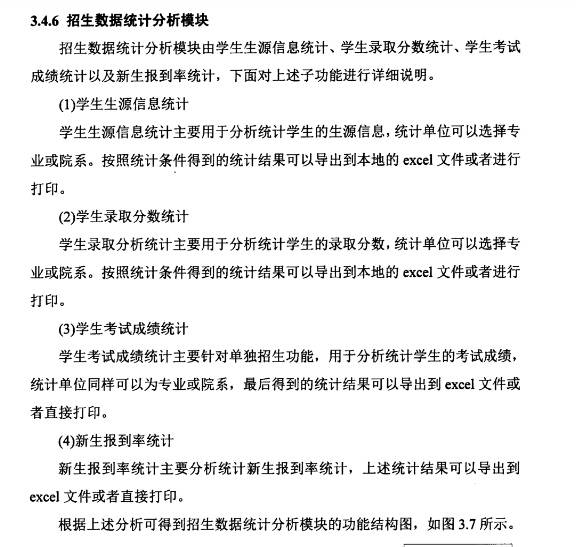 3.4.6 招生数据统计分析模块
招生数据统计分析模块由学生生源信息统计、学生录取分数统计、学生考试
成绩统计以及新生报到率统计，下面对上述子功能进行详细说明。
(1)学生生源信息统计
学生生源信息统计主要用于分析统计学生的生源信息，统计单位可以选择专
业或院系。按照统计条件得到的统计结果可以导出到本地的 excel 文件或者进行
打印。
(2)学生录取分数统计
学生录取分析统计主要用于分析统计学生的录取分数，统计单位可以选择专
业或院系。按照统计条件得到的统计结果可以导出到本地的 excel 文件或者进行
打印。
(3)学生考试成绩统计
学生考试成绩统计主要针对单独招生功能，用于分析统计学生的考试成绩，
统计单位同样可以为专业或院系，最后得到的统计结果可以导出到 excel 文件或
者直接打印。
(4)新生报到率统计
新生报到率统计主要分析统计新生报到率统计，上述统计结果可以导出到
excel 文件或者直接打印。
根据上述分析可得到招生数据统计分析模块的功能结构图，如图 3.7 所示。